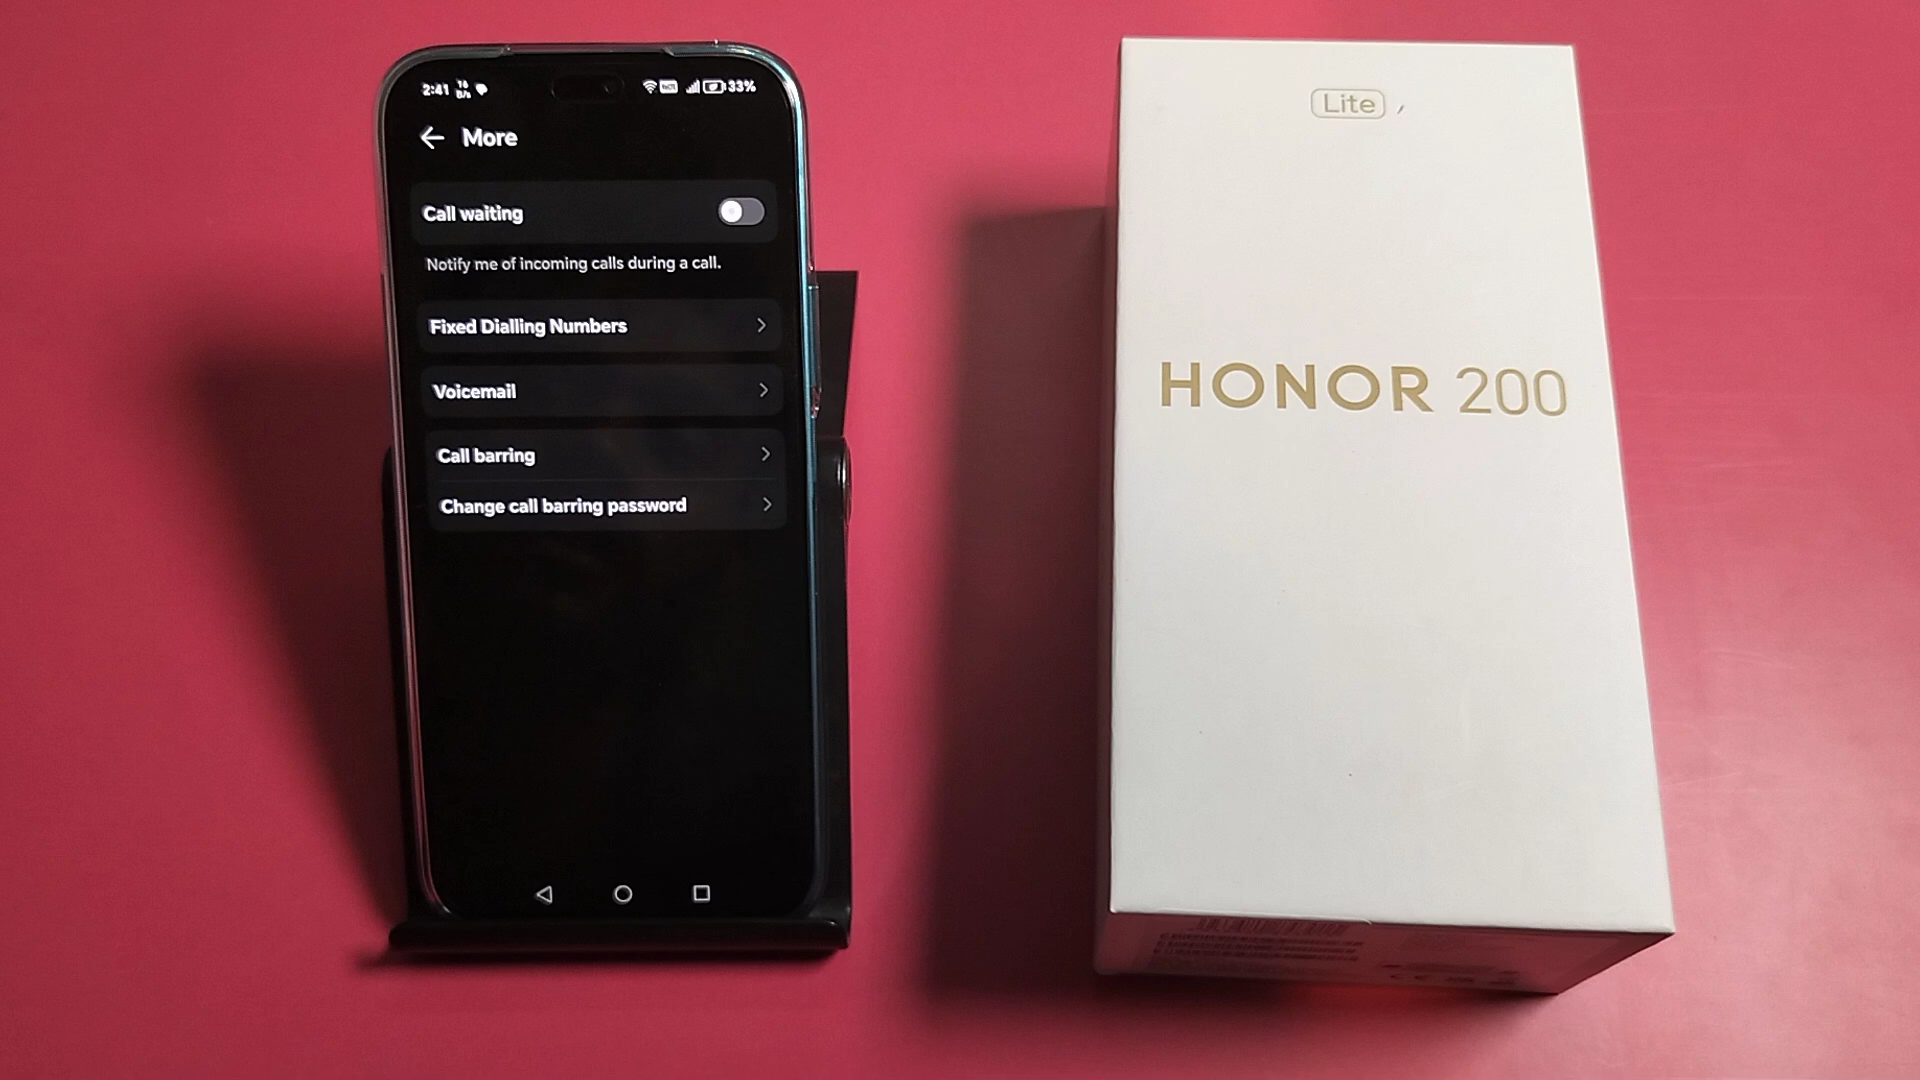 2:41 16 B/s 33%
More
Call waiting
Notify me of incoming calls during a call.
Fixed Dialling Numbers
Voicemail
Call barring
Change call barring password
Lite
HONOR 200